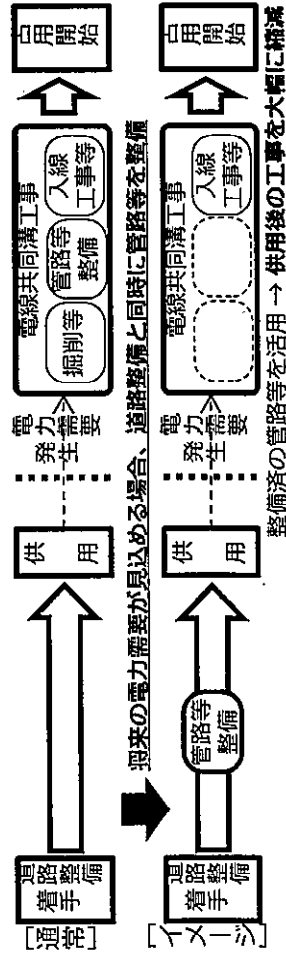 [通常]
道路整備
着手
供用
電力需要
発生
電線共同溝工事
掘削等
管路等
整備
入線
工事等
占用開始
将来の電力需要が見込める場合、道路整備と同時に管路等を整備
[イメージ]
道路整備
着手
管路等
整備
供用
電力需要
発生
電線共同溝工事
入線
工事等
占用開始
整備済の管路等を活用 → 供用後の工事を大幅に縮減